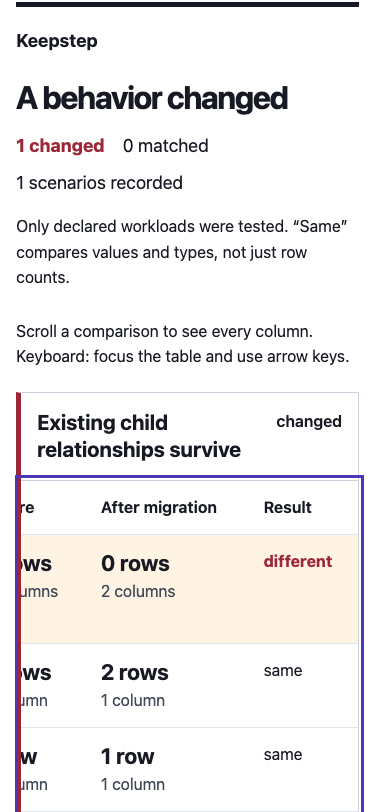 Keepstep
A behavior changed
1 changed 0 matched
1 scenarios recorded
Only declared workloads were tested. “Same”
compares values and types, not just row
counts.
Scroll a comparison to see every column.
Keyboard: focus the table and use arrow keys.
Existing child changed
relationships survive
After migration Result
0 rows different
2 columns
2 rows same
1 column
1 row same
1 column